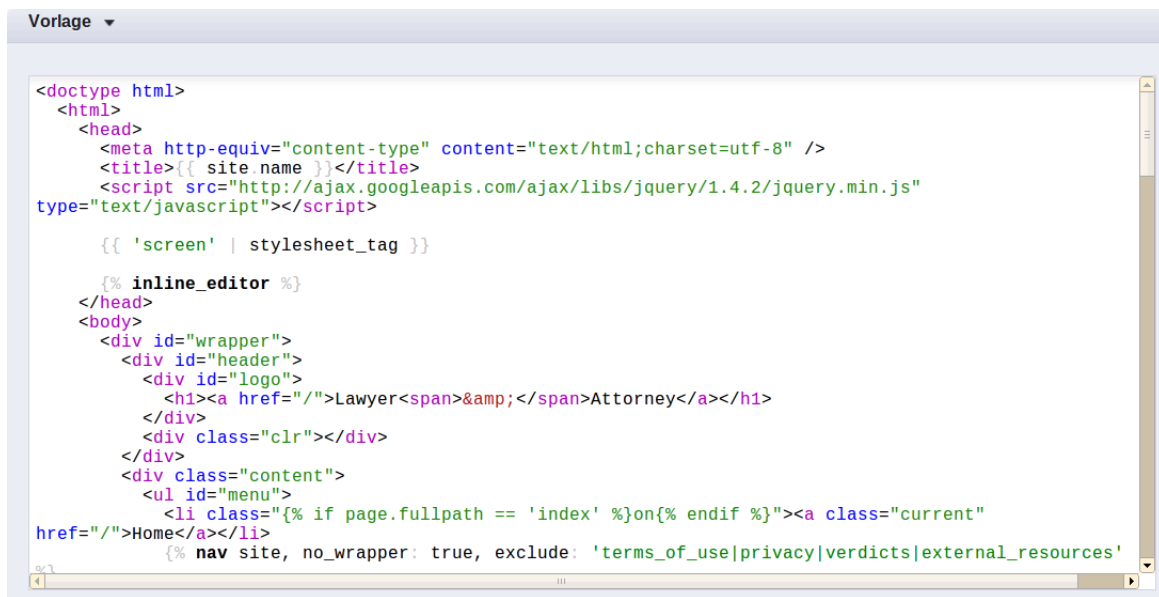 Vorlage
<doctype html>
<html>
<head>
<meta http-equiv="content-type" content="text/html;charset=utf-8" />
<title>{{ site.name }}</title>
<script src="http://ajax.googleapis.com/ajax/libs/jquery/1.4.2/jquery.min.js"
type="text/javascript"></script>
{{ 'screen' | stylesheet_tag }}
{% inline_editor %}
</head>
<body>
<div id="wrapper">
<div id="header">
<div id="logo">
<h1><a href="/">Lawyer<span>&amp;</span>Attorney</a></h1>
</div>
<div class="clr"></div>
</div>
<div class="content">
<ul id="menu">
<li class="{% if page.fullpath == 'index' %}on{% endif %}"><a class="current"
href="/">Home</a></li>
{% nav site, no_wrapper: true, exclude: 'terms_of_use|privacy|verdicts|external_resources'
%}